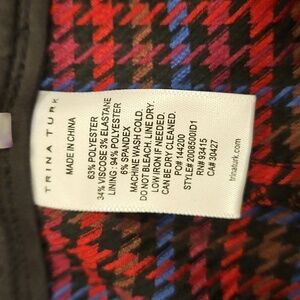 TRINA TURK
MADE IN CHINA
63% POLYESTER
34% VISCOSE 3% ELASTANE
LINING : 94% POLYESTER
6% SPANDEX
MACHINE WASH COLD.
DO NOT BLEACH. LINE DRY.
LOW IRON IF NEEDED.
CAN BE DRY CLEANED.
PO# 144200
STYLE# 2008500ID1
RN# 93415
CA# 30427
trinaturk.com